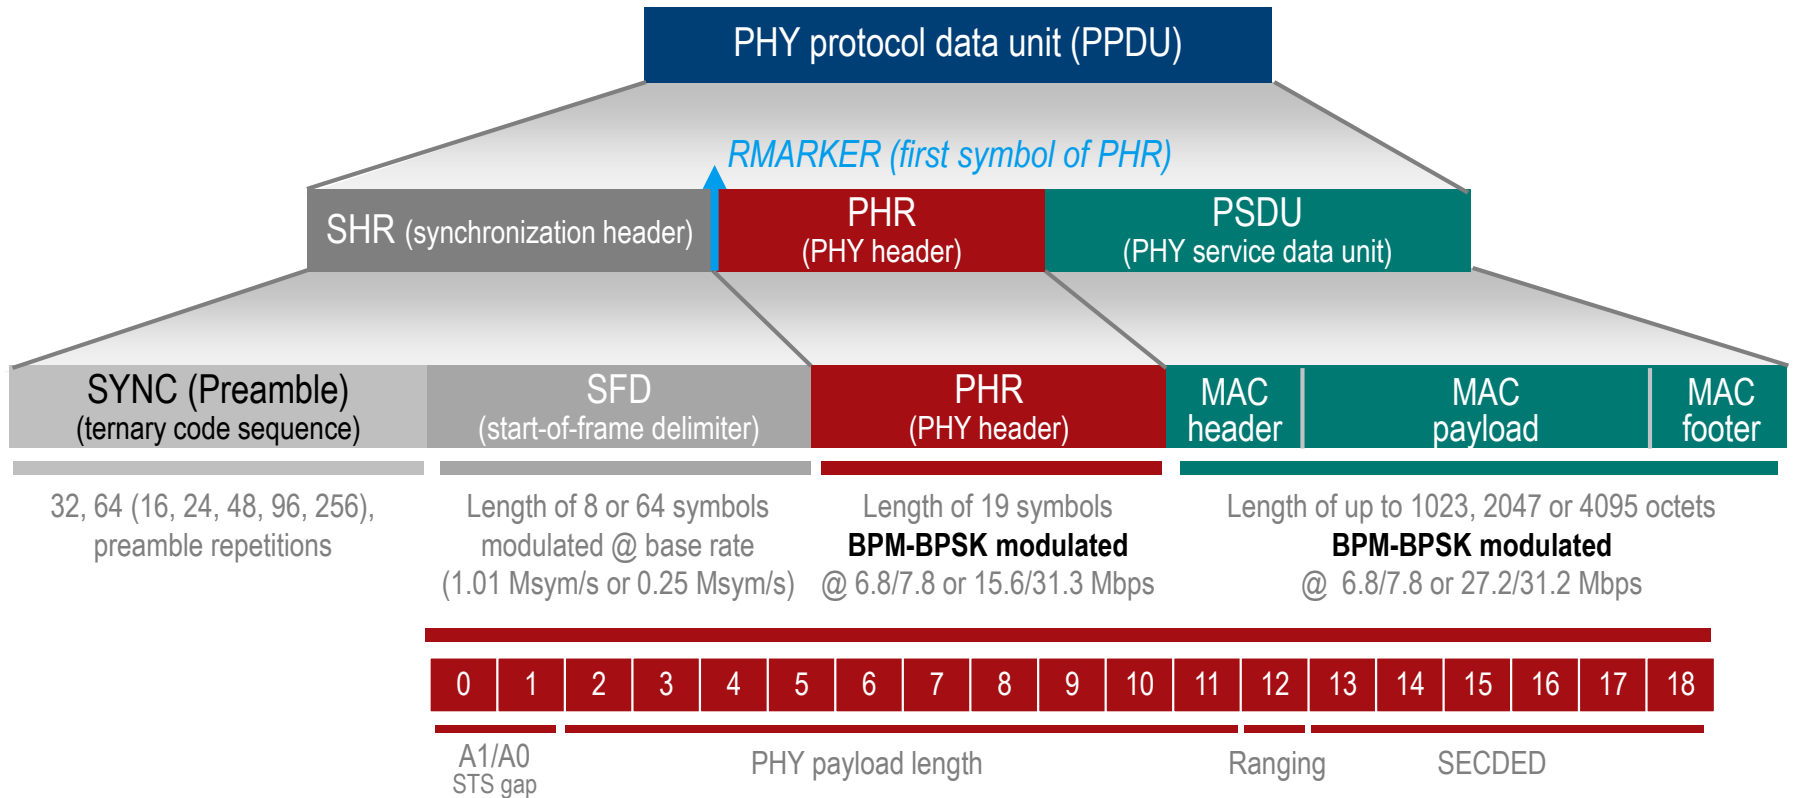 PHY protocol data unit (PPDU)
RMARKER (first symbol of PHR)
SHR (synchronization header)
PHR
(PHY header)
PSDU
(PHY service data unit)
SYNC (Preamble)
(ternary code sequence)
SFD
(start-of-frame delimiter)
PHR
(PHY header)
MAC
header
MAC
payload
MAC
footer
32, 64 (16, 24, 48, 96, 256),
preamble repetitions
Length of 8 or 64 symbols
modulated @ base rate
(1.01 Msym/s or 0.25 Msym/s)
Length of 19 symbols
BPM-BPSK modulated
@ 6.8/7.8 or 15.6/31.3 Mbps
Length of up to 1023, 2047 or 4095 octets
BPM-BPSK modulated
@ 6.8/7.8 or 27.2/31.2 Mbps
0 1 2 3 4 5 6 7 8 9 10 11 12 13 14 15 16 17 18
A1/A0
STS gap
PHY payload length
Ranging
SECDED